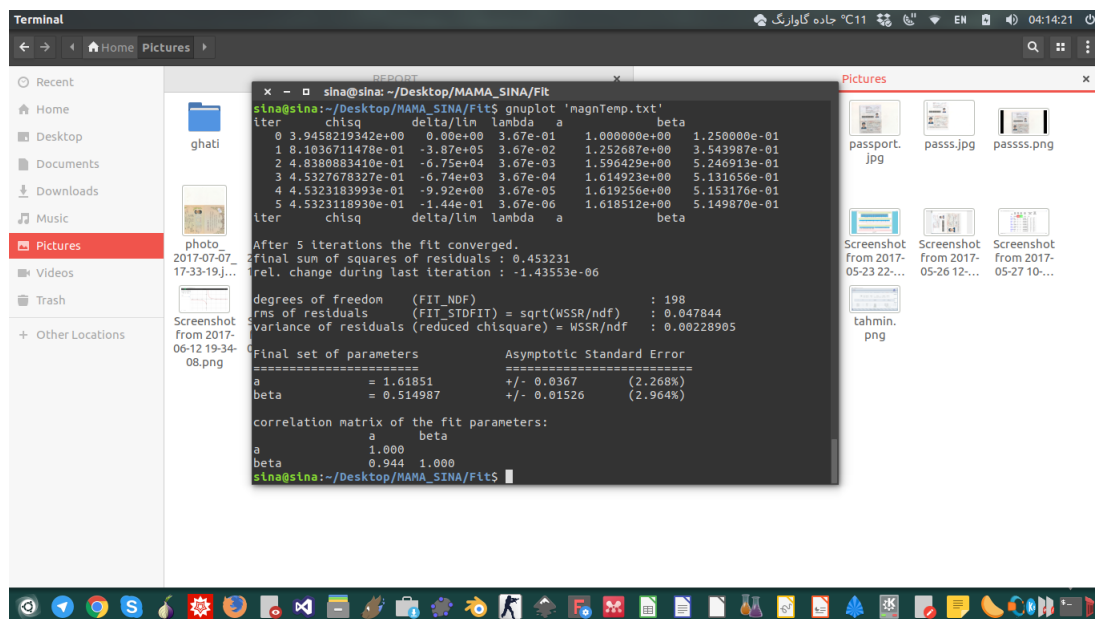 Terminal
جاده گاوازنگ 11°C
EN
04:14:21
Home Pictures
Recent
Home
Desktop
Documents
Downloads
Music
Pictures
Videos
Trash
+ Other Locations
REPORT
Pictures
ghati
photo_
2017-07-07_
17-33-19.j...
Screenshot
from 2017-
06-12 19-34-
08.png
sina@sina: ~/Desktop/MAMA_SINA/Fit
sina@sina:~/Desktop/MAMA_SINA/Fit$ gnuplot 'magnTemp.txt'
iter chisq delta/lim lambda a beta
0 3.9458219342e+00 0.00e+00 3.67e-01 1.000000e+00 1.250000e-01
1 8.1036711478e-01 -3.87e+05 3.67e-02 1.252687e+00 3.543987e-01
2 4.8380883410e-01 -6.75e+04 3.67e-03 1.596429e+00 5.246913e-01
3 4.5327678327e-01 -6.74e+03 3.67e-04 1.614923e+00 5.131656e-01
4 4.5323183993e-01 -9.92e+00 3.67e-05 1.619256e+00 5.153176e-01
5 4.5323118930e-01 -1.44e-01 3.67e-06 1.618512e+00 5.149870e-01
iter chisq delta/lim lambda a beta
After 5 iterations the fit converged.
final sum of squares of residuals : 0.453231
rel. change during last iteration : -1.43553e-06
degrees of freedom (FIT_NDF) : 198
rms of residuals (FIT_STDFIT) = sqrt(WSSR/ndf) : 0.047844
variance of residuals (reduced chisquare) = WSSR/ndf : 0.00228905
Final set of parameters Asymptotic Standard Error
======================= ==========================
a = 1.61851 +/- 0.0367 (2.268%)
beta = 0.514987 +/- 0.01526 (2.964%)
correlation matrix of the fit parameters:
a beta
a 1.000
beta 0.944 1.000
sina@sina:~/Desktop/MAMA_SINA/Fit$
passport.
jpg
passs.jpg
passss.png
Screenshot
from 2017-
05-23 22-...
Screenshot
from 2017-
05-26 12-...
Screenshot
from 2017-
05-27 10-...
tahmin.
png